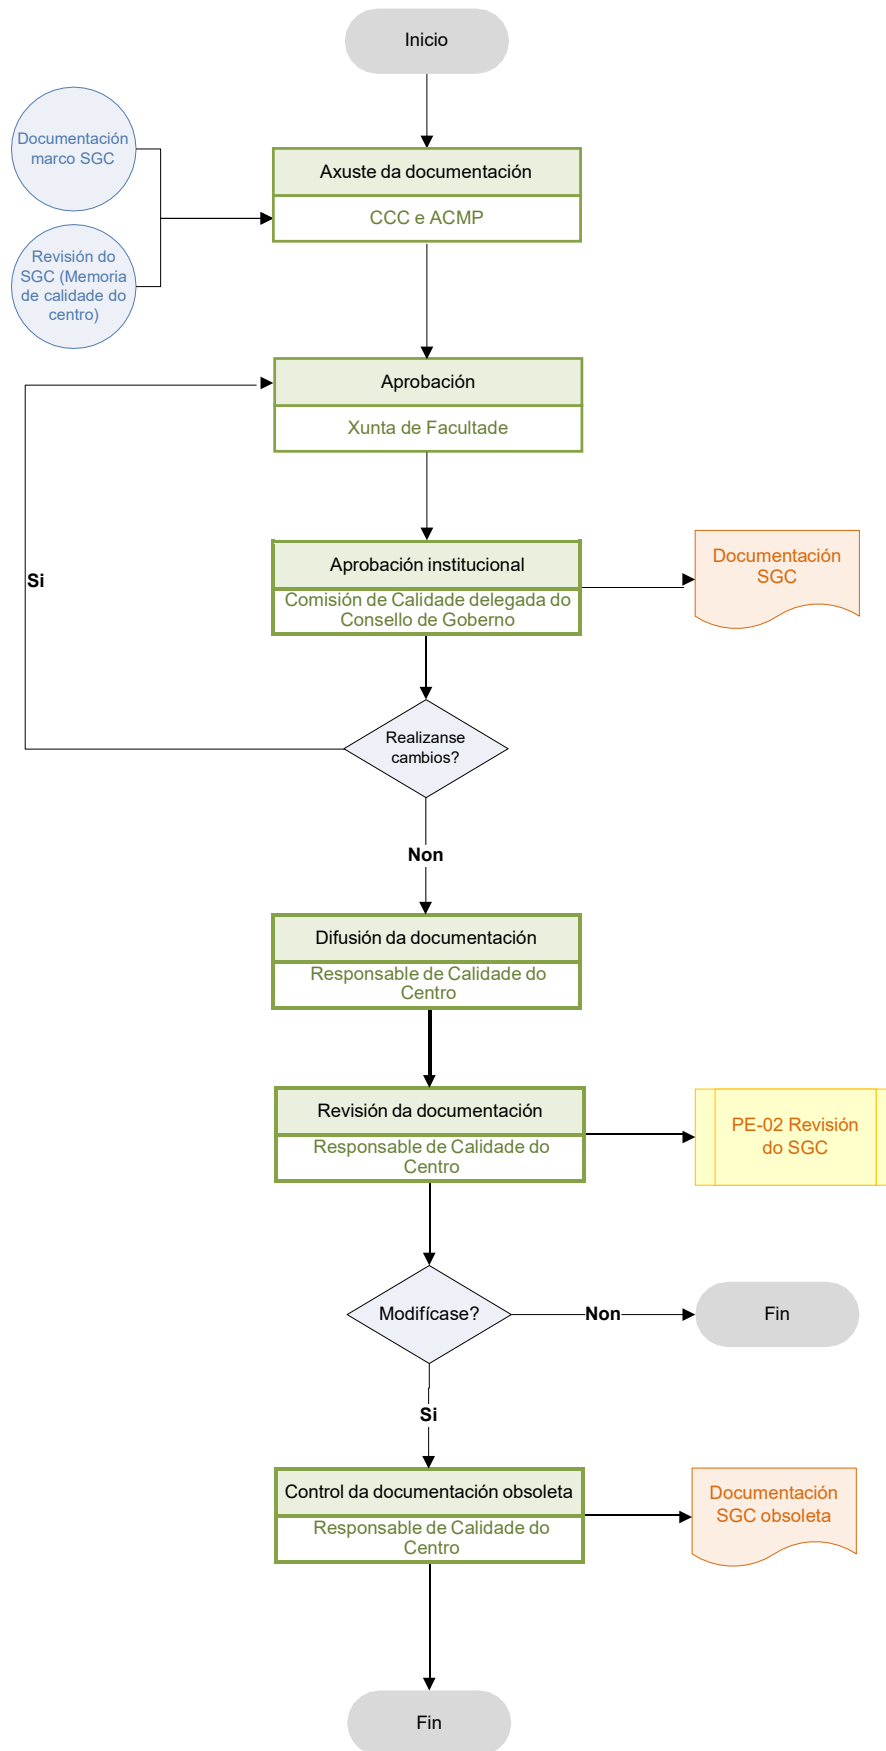 Inicio
Documentación
marco SGC
Axuste da documentación
CCC e ACMP
Revisión do
SGC (Memoria
de calidade do
centro)
Aprobación
Xunta de Facultade
Aprobación institucional
Comisión de Calidade delegada do
Consello de Goberno
Documentación
SGC
Si
Realizanse
cambios?
Non
Difusión da documentación
Responsable de Calidade do
Centro
Revisión da documentación
Responsable de Calidade do
Centro
PE-02 Revisión
do SGC
Modifícase?
Non
Fin
Si
Control da documentación obsoleta
Responsable de Calidade do
Centro
Documentación
SGC obsoleta
Fin